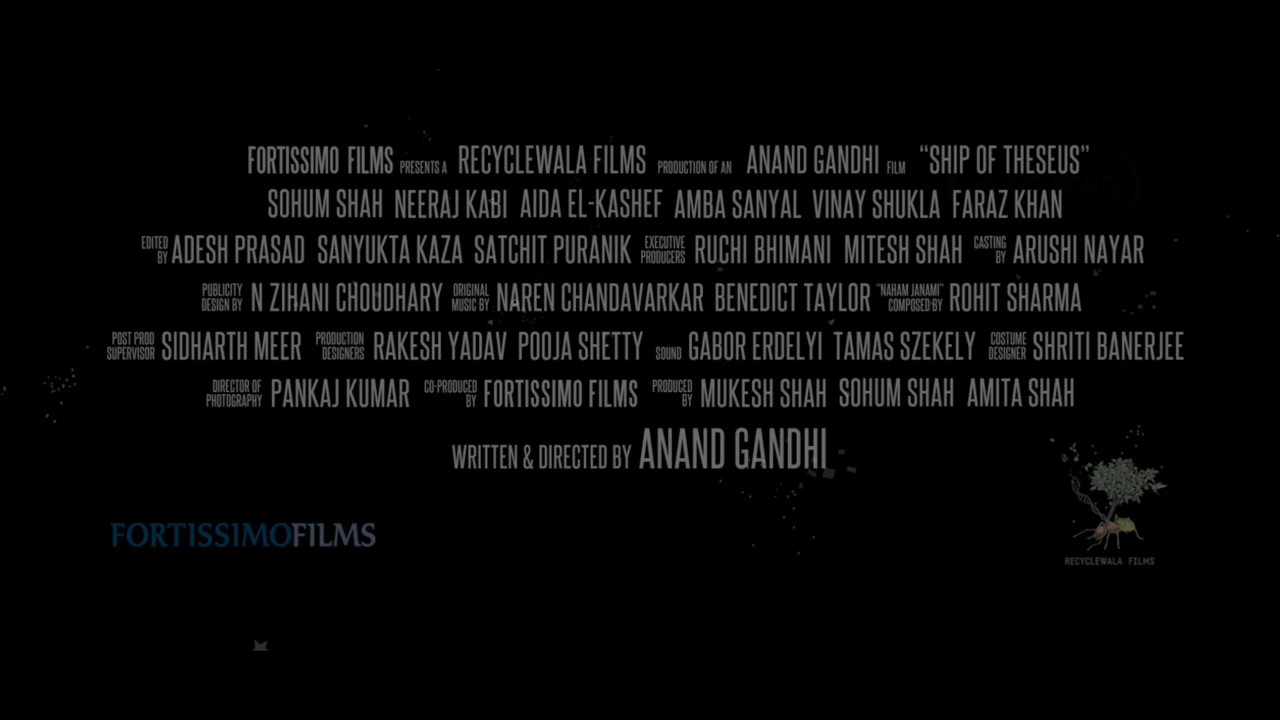 FORTISSIMO FILMS PRESENTS A RECYCLEWALA FILMS PRODUCTION OF AN ANAND GANDHI FILM “SHIP OF THESEUS”
SOHUM SHAH NEERAJ KABI AIDA EL-KASHEF AMBA SANYAL VINAY SHUKLA FARAZ KHAN
EDITED BY ADESH PRASAD SANYUKTA KAZA SATCHIT PURANIK EXECUTIVE PRODUCERS RUCHI BHIMANI MITESH SHAH CASTING BY ARUSHI NAYAR
PUBLICITY DESIGN BY N ZIHANI CHOUDHARY ORIGINAL MUSIC BY NAREN CHANDAVARKAR BENEDICT TAYLOR "NAHAM JANAMI" COMPOSED BY ROHIT SHARMA
POST PROD SUPERVISOR SIDHARTH MEER PRODUCTION DESIGNERS RAKESH YADAV POOJA SHETTY SOUND GABOR ERDELYI TAMAS SZEKELY COSTUME DESIGNER SHRITI BANERJEE
DIRECTOR OF PHOTOGRAPHY PANKAJ KUMAR CO-PRODUCED BY FORTISSIMO FILMS PRODUCED BY MUKESH SHAH SOHUM SHAH AMITA SHAH
WRITTEN & DIRECTED BY ANAND GANDHI
FORTISSIMOFILMS
RECYCLEWALA FILMS